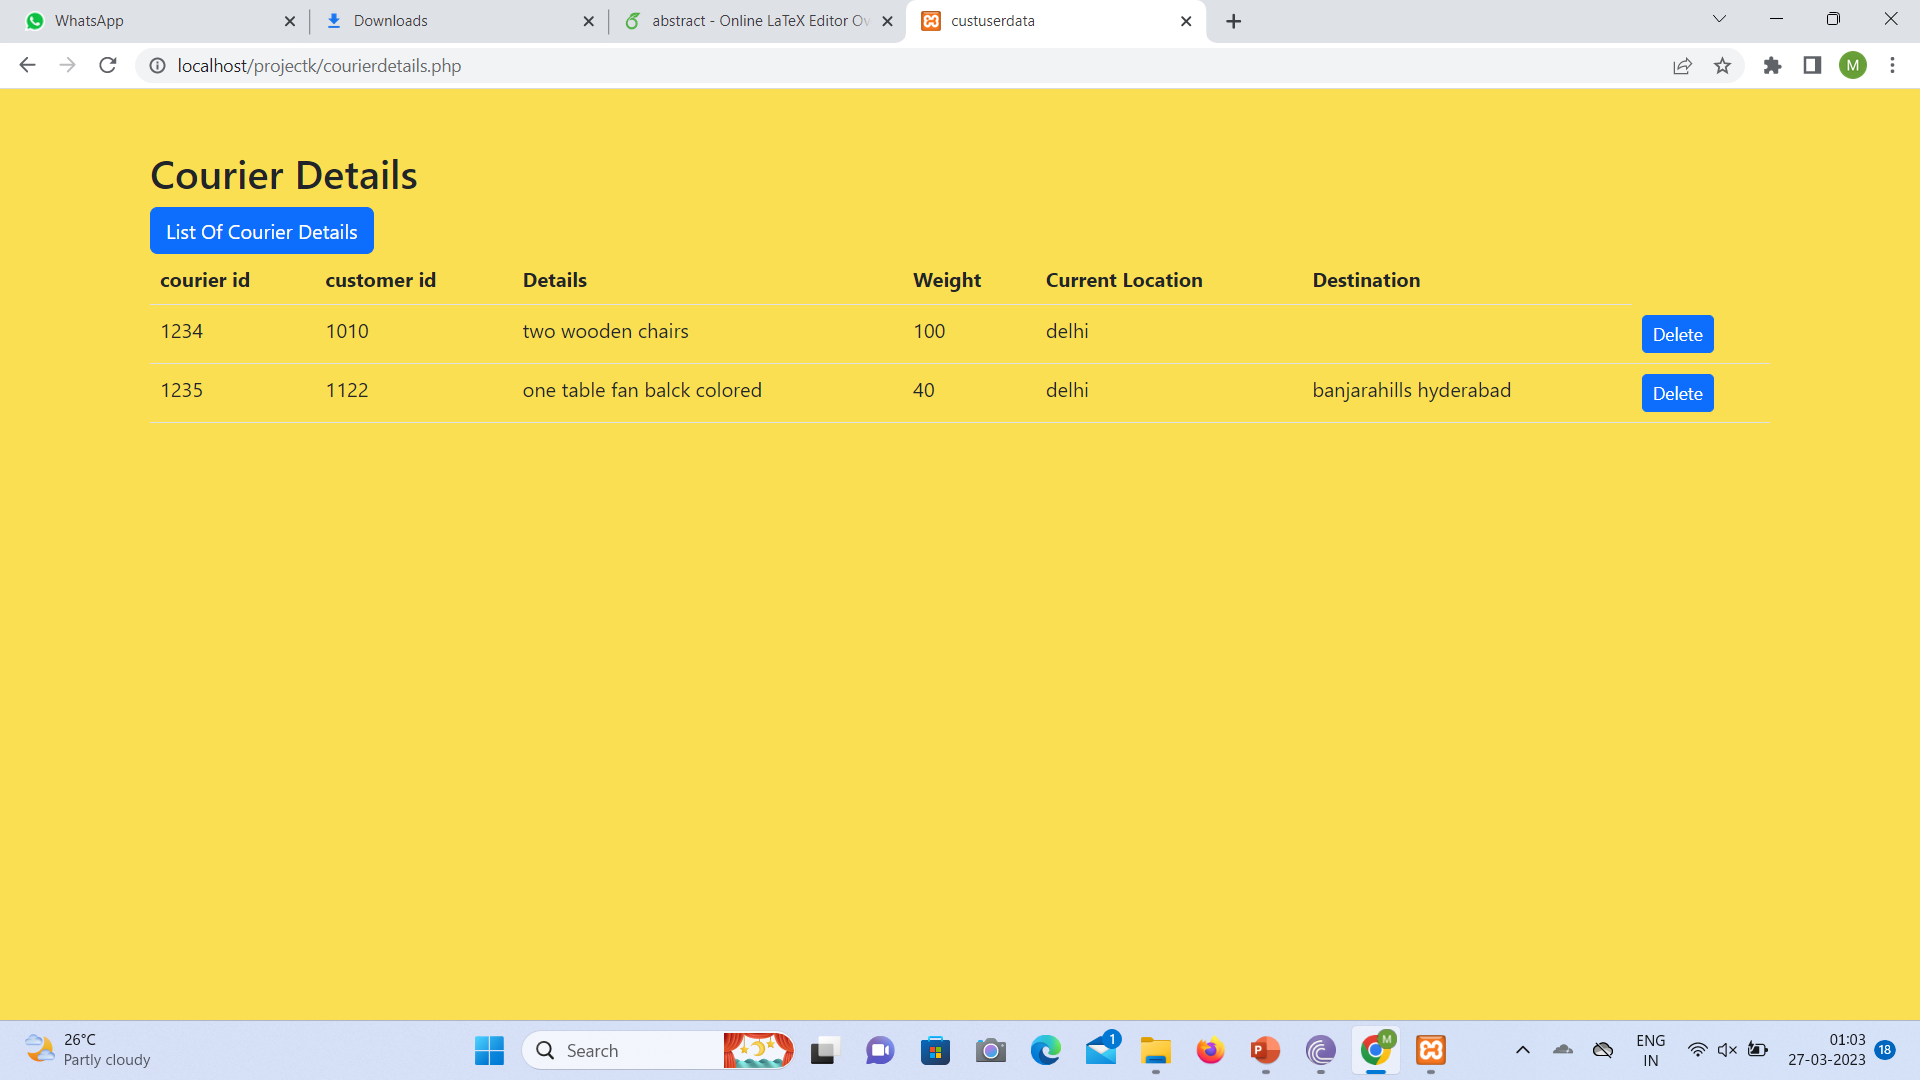 WhatsApp
Downloads
abstract - Online LaTeX Editor Ov
custuserdata
localhost/projectk/courierdetails.php
M
Courier Details
List Of Courier Details
courier id customer id Details Weight Current Location Destination
1234 1010 two wooden chairs 100 delhi Delete
1235 1122 one table fan balck colored 40 delhi banjarahills hyderabad Delete
26°C
Partly cloudy
Search
1
P
M
ENG
IN
01:03
27-03-2023
18